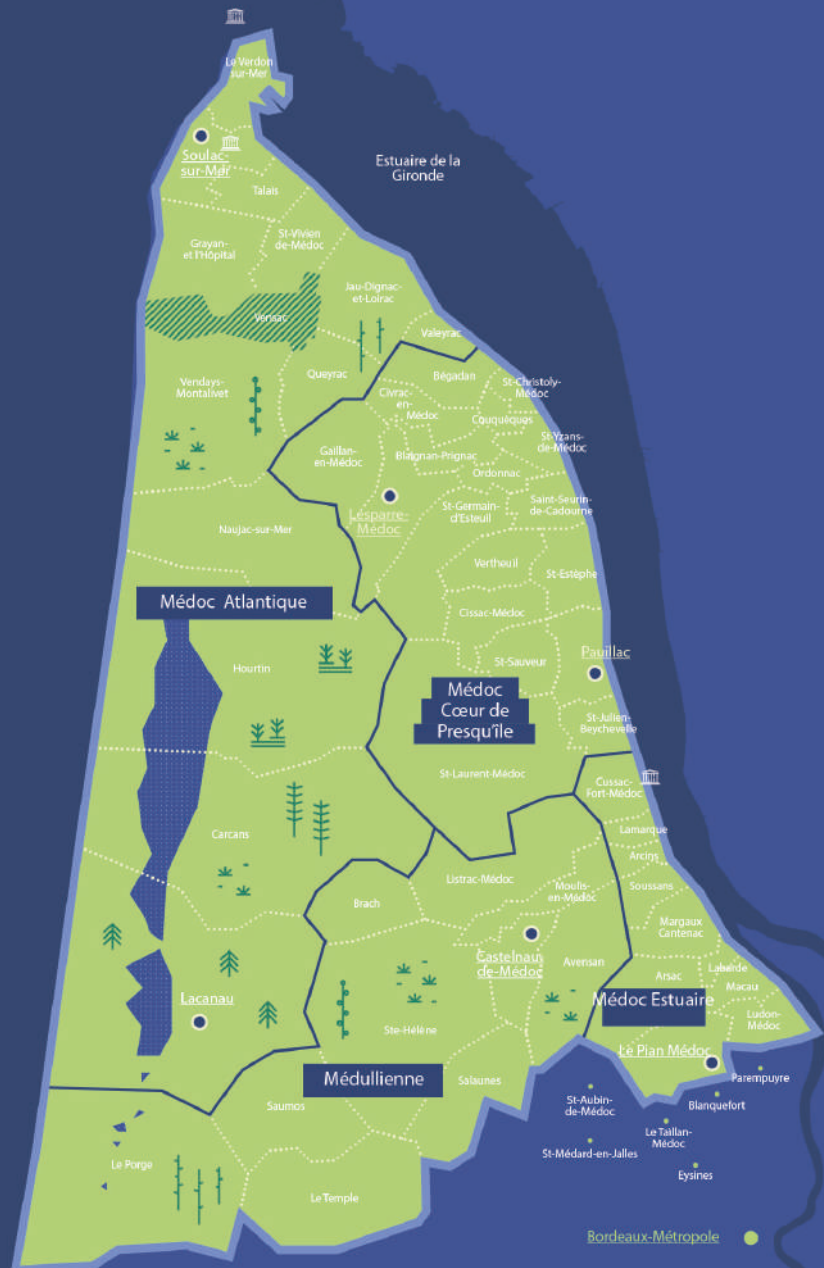 Le Verdon
sur-Mer
Soulac-
sur-Mer
Estuaire de la
Gironde
Talais
St-Vivien
de-Médoc
Grayan-
et l'Hôpital
Jau-Dignac-
et-Loirac
Vensac
Valeyrac
Queyrac
Bégadan
Vendays-
Montalivet
St-Christoly-
Médoc
Civrac-
en-
Médoc
Couquèques
St-Yzans-
de-Médoc
Gaillan-
en-Médoc
Blaignan-Prignac
Ordonnac
Lesparre-
Médoc
St-Germain-
d'Esteuil
Saint-Seurin-
de-Cadourne
Naujac-sur-Mer
Vertheuil
St-Estèphe
Médoc Atlantique
Cissac-Médoc
Hourtin
St-Sauveur
Pauillac
Médoc
Cœur de
Presqu'île
St-Julien-
Beychevelle
St-Laurent-Médoc
Cussac-
Fort-Médoc
Carcans
Lamarque
Arcins
Listrac-Médoc
Moulis-
en-Médoc
Soussans
Brach
Margaux
Cantenac
Castelnau
de-Médoc
Avensan
Arsac
Labarde
Macau
Lacanau
Médoc Estuaire
Ludon-
Médoc
Ste-Hélène
Le Pian Médoc
Médullienne
Salaunes
Parempuyre
Saumos
St-Aubin-
de-Médoc
Blanquefort
Le Taillan-
Médoc
St-Médard-en-Jalles
Le Porge
Eysines
Le Temple
Bordeaux-Métropole